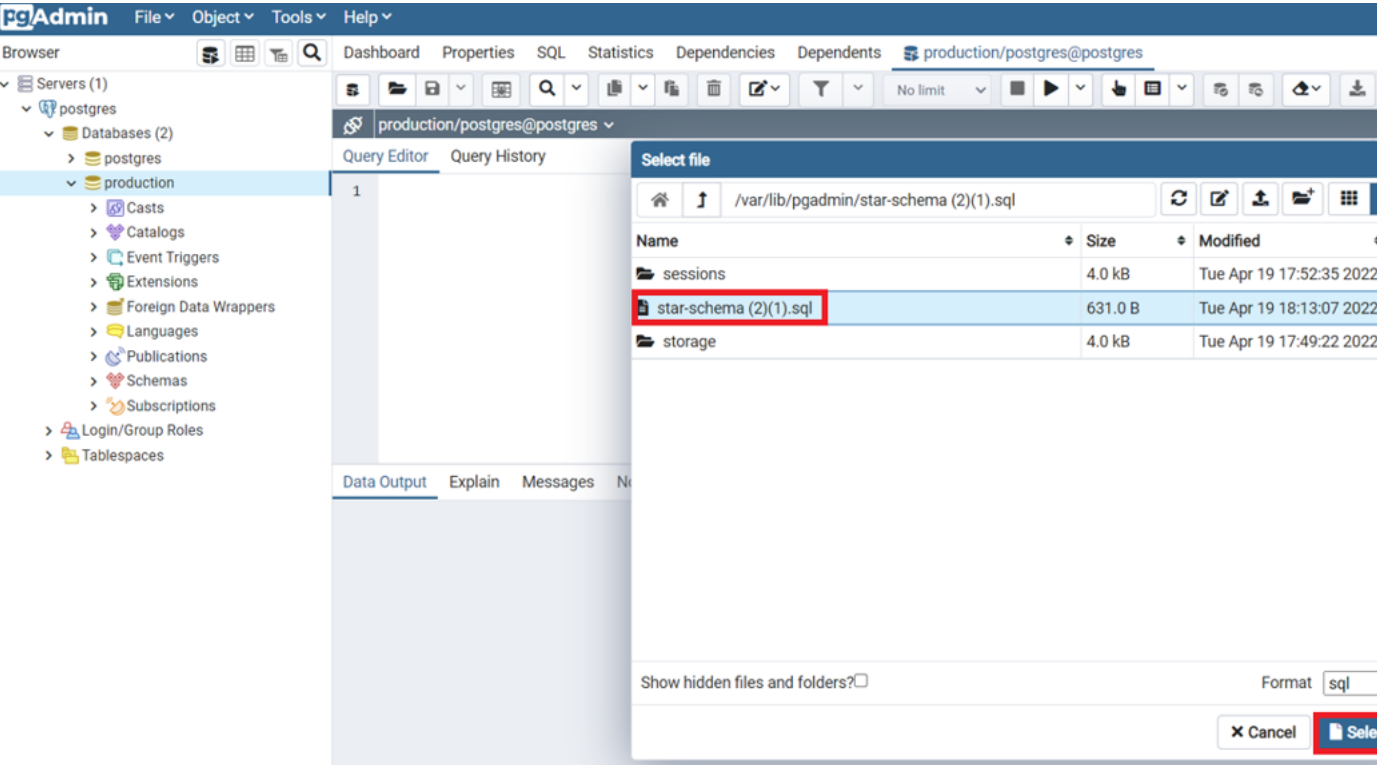 pgAdmin File Object Tools Help
Browser
Dashboard Properties SQL Statistics Dependencies Dependents production/postgres@postgres
Servers (1)
postgres
Databases (2)
postgres
production
Casts
Catalogs
Event Triggers
Extensions
Foreign Data Wrappers
Languages
Publications
Schemas
Subscriptions
Login/Group Roles
Tablespaces
No limit
production/postgres@postgres
Query Editor Query History
1
Data Output Explain Messages No
Select file
/var/lib/pgadmin/star-schema (2)(1).sql
Name Size Modified
sessions 4.0 kB Tue Apr 19 17:52:35 2022
star-schema (2)(1).sql 631.0 B Tue Apr 19 18:13:07 2022
storage 4.0 kB Tue Apr 19 17:49:22 2022
Show hidden files and folders? Format sql
Cancel Sele